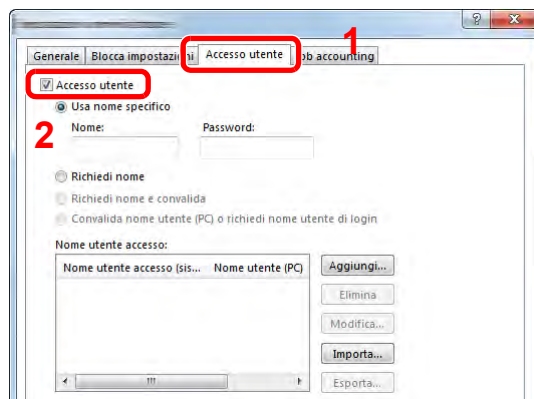 1
Generale Blocca impostazioni Accesso utente Job accounting
Accesso utente
Usa nome specifico
2
Nome: Password:
Richiedi nome
Richiedi nome e convalida
Convalida nome utente (PC) o richiedi nome utente di login
Nome utente accesso:
Nome utente accesso (sis... Nome utente (PC)
Aggiungi...
Elimina
Modifica...
Importa...
Esporta...